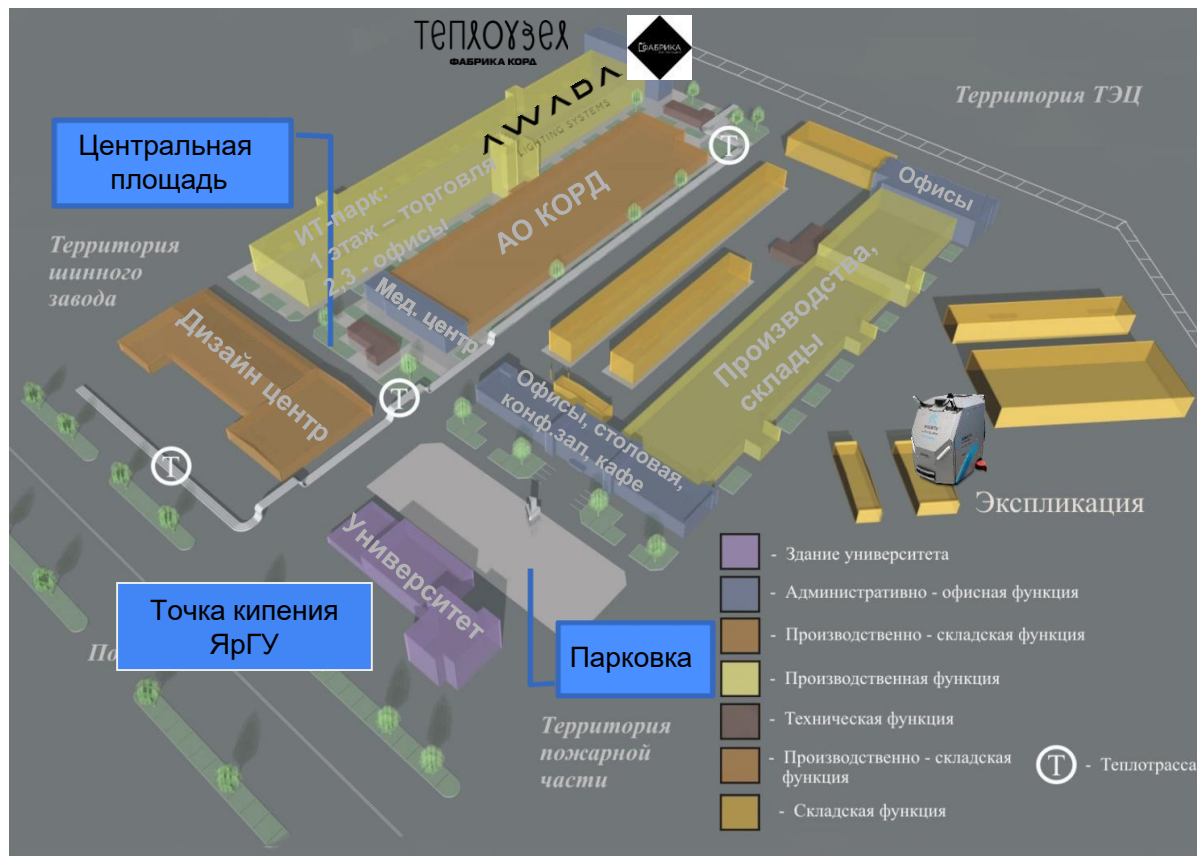 ТЕПЛОУЗЕЛ
ФАБРИКА КОРД
ФАБРИКА
AWADA
LIGHTING SYSTEMS
Территория ТЭЦ
Центральная
площадь
Территория
шинного
завода
ИТ-парк:
1 этаж – торговля
2,3 - офисы
АО КОРД
Мед. центр
Дизайн центр
Офисы
Производства,
склады
Офисы, столовая,
конф.зал, кафе
Т
Т
Т
Университет
Точка кипения
ЯрГУ
Парковка
Территория
пожарной
части
Экспликация
- Здание университета
- Административно - офисная функция
- Производственно - складская функция
- Производственная функция
- Техническая функция
- Производственно - складская
функция
- Складская функция
Т - Теплотрасса